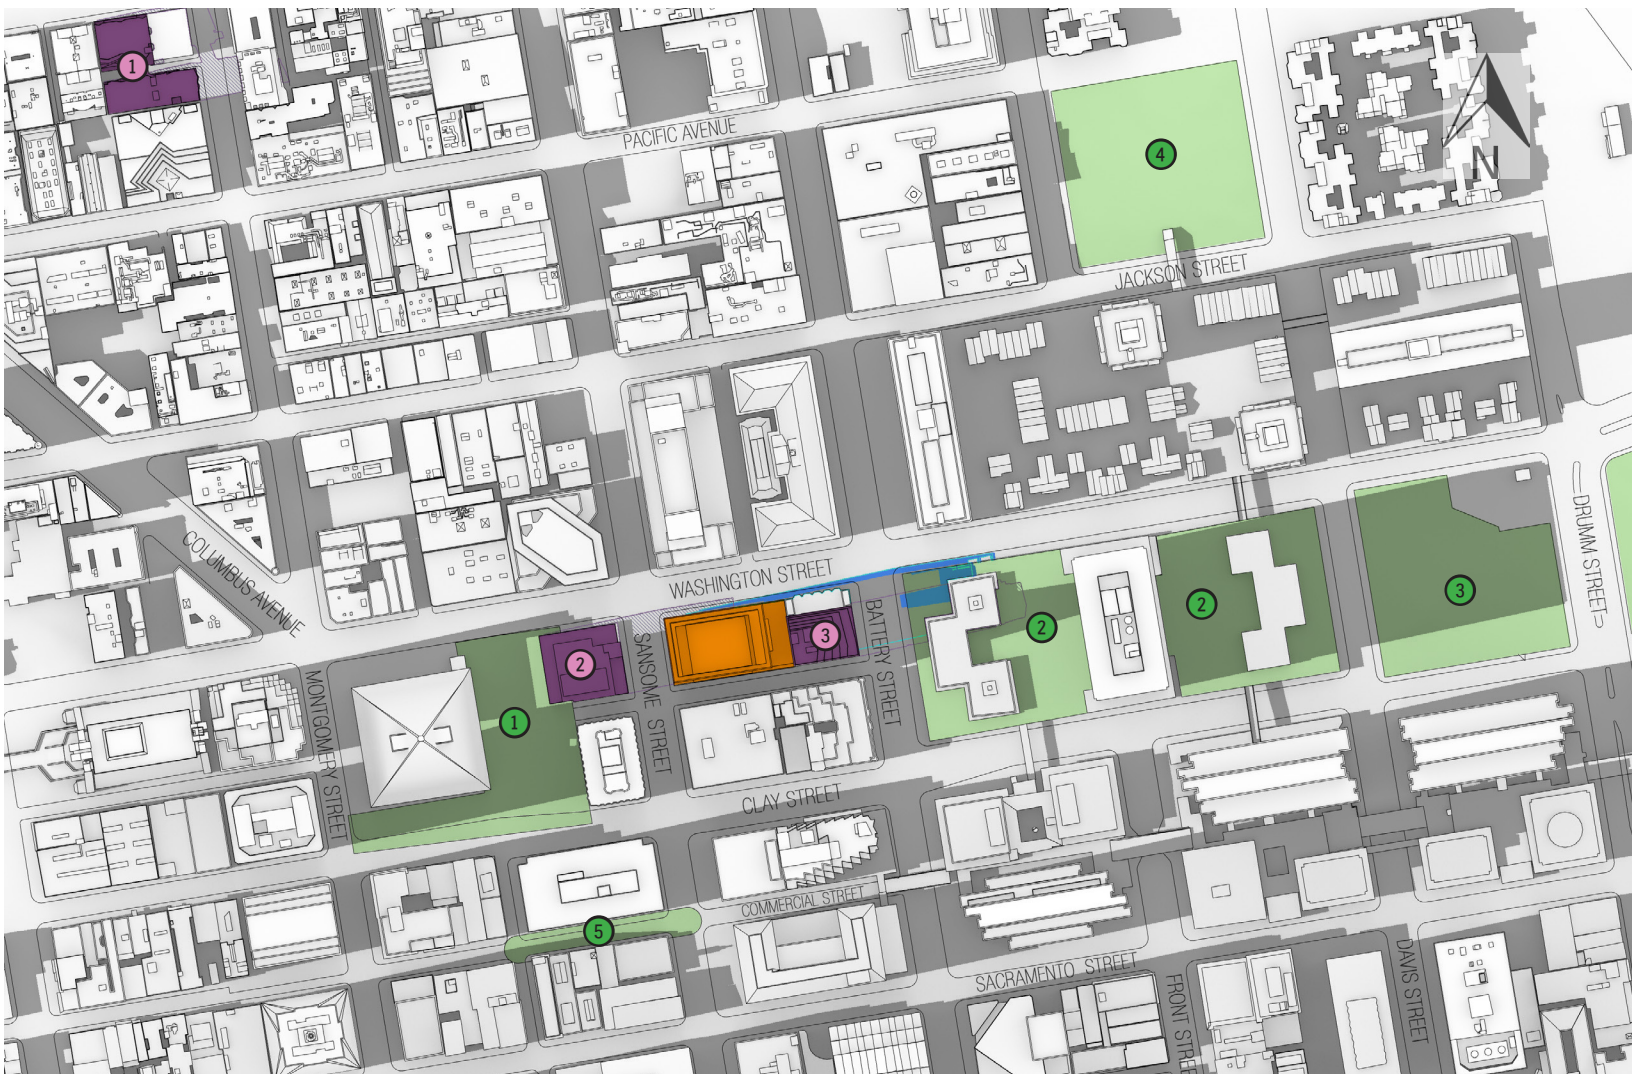 1
PACIFIC AVENUE
4
N
JACKSON STREET
COLUMBUS AVENUE
WASHINGTON STREET
DRUMM STREET
2
3
2
3
2
BATTERY STREET
SANSOME STREET
MONTGOMERY STREET
1
CLAY STREET
COMMERCIAL STREET
5
SACRAMENTO STREET
FRONT STRE
DAVIS STREET